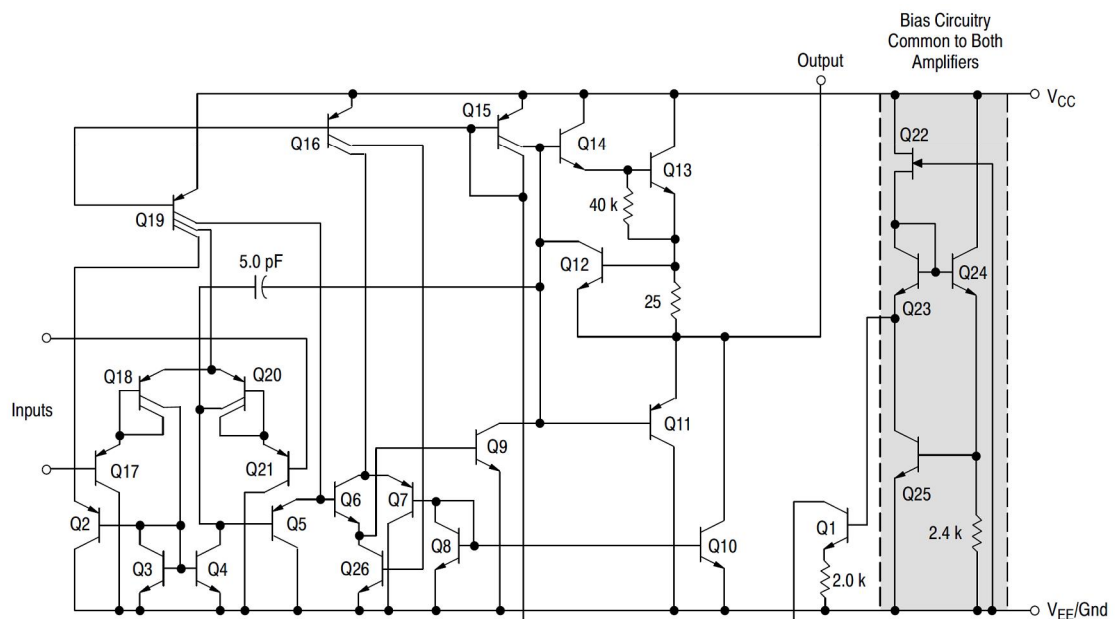 Bias Circuitry
Common to Both
Amplifiers
Output
VCC
Q15
Q22
Q16
Q14
Q13
Q19
40 k
5.0 pF
Q12
Q24
25
Q23
Q18
Q20
Inputs
Q17
Q21
Q9
Q11
Q25
Q2
Q5
Q6
Q7
Q1
Q3
Q4
Q26
Q8
Q10
2.4 k
2.0 k
VEE/Gnd